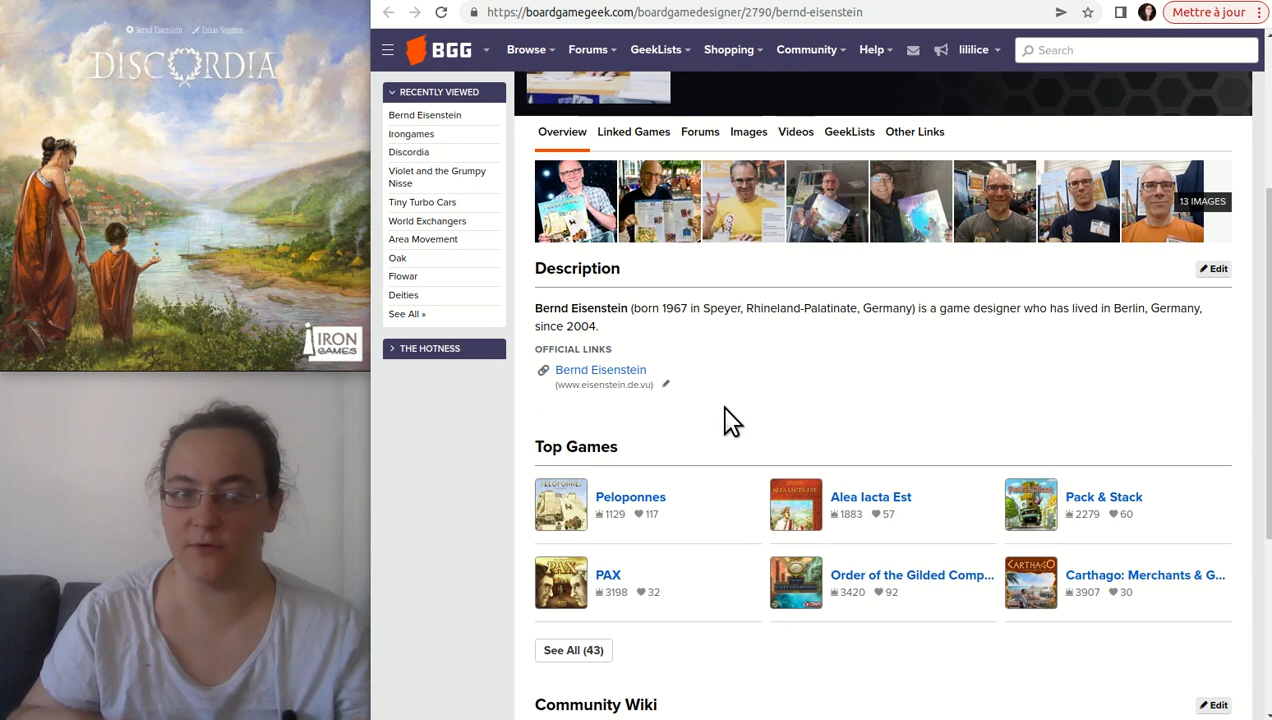 Bernd Eisenstein
DISCORDIA
IRON
GAMES
https://boardgamegeek.com/boardgamedesigner/2790/bernd-eisenstein
Mettre à jour
BGG
Browse
Forums
GeekLists
Shopping
Community
Help
lililice
Search
RECENTLY VIEWED
Bernd Eisenstein
Irongames
Discordia
Violet and the Grumpy
Nisse
Tiny Turbo Cars
World Exchangers
Area Movement
Oak
Flowar
Deities
See All »
THE HOTNESS
Overview
Linked Games
Forums
Images
Videos
GeekLists
Other Links
13 IMAGES
Description
Edit
Bernd Eisenstein (born 1967 in Speyer, Rhineland-Palatinate, Germany) is a game designer who has lived in Berlin, Germany,
since 2004.
OFFICIAL LINKS
Bernd Eisenstein
(www.eisenstein.de.vu)
Top Games
Peloponnes
1129 117
Alea Iacta Est
1883 57
Pack & Stack
2279 60
PAX
3198 32
Order of the Gilded Comp...
3420 92
Carthago: Merchants & G...
3907 30
See All (43)
Community Wiki
Edit